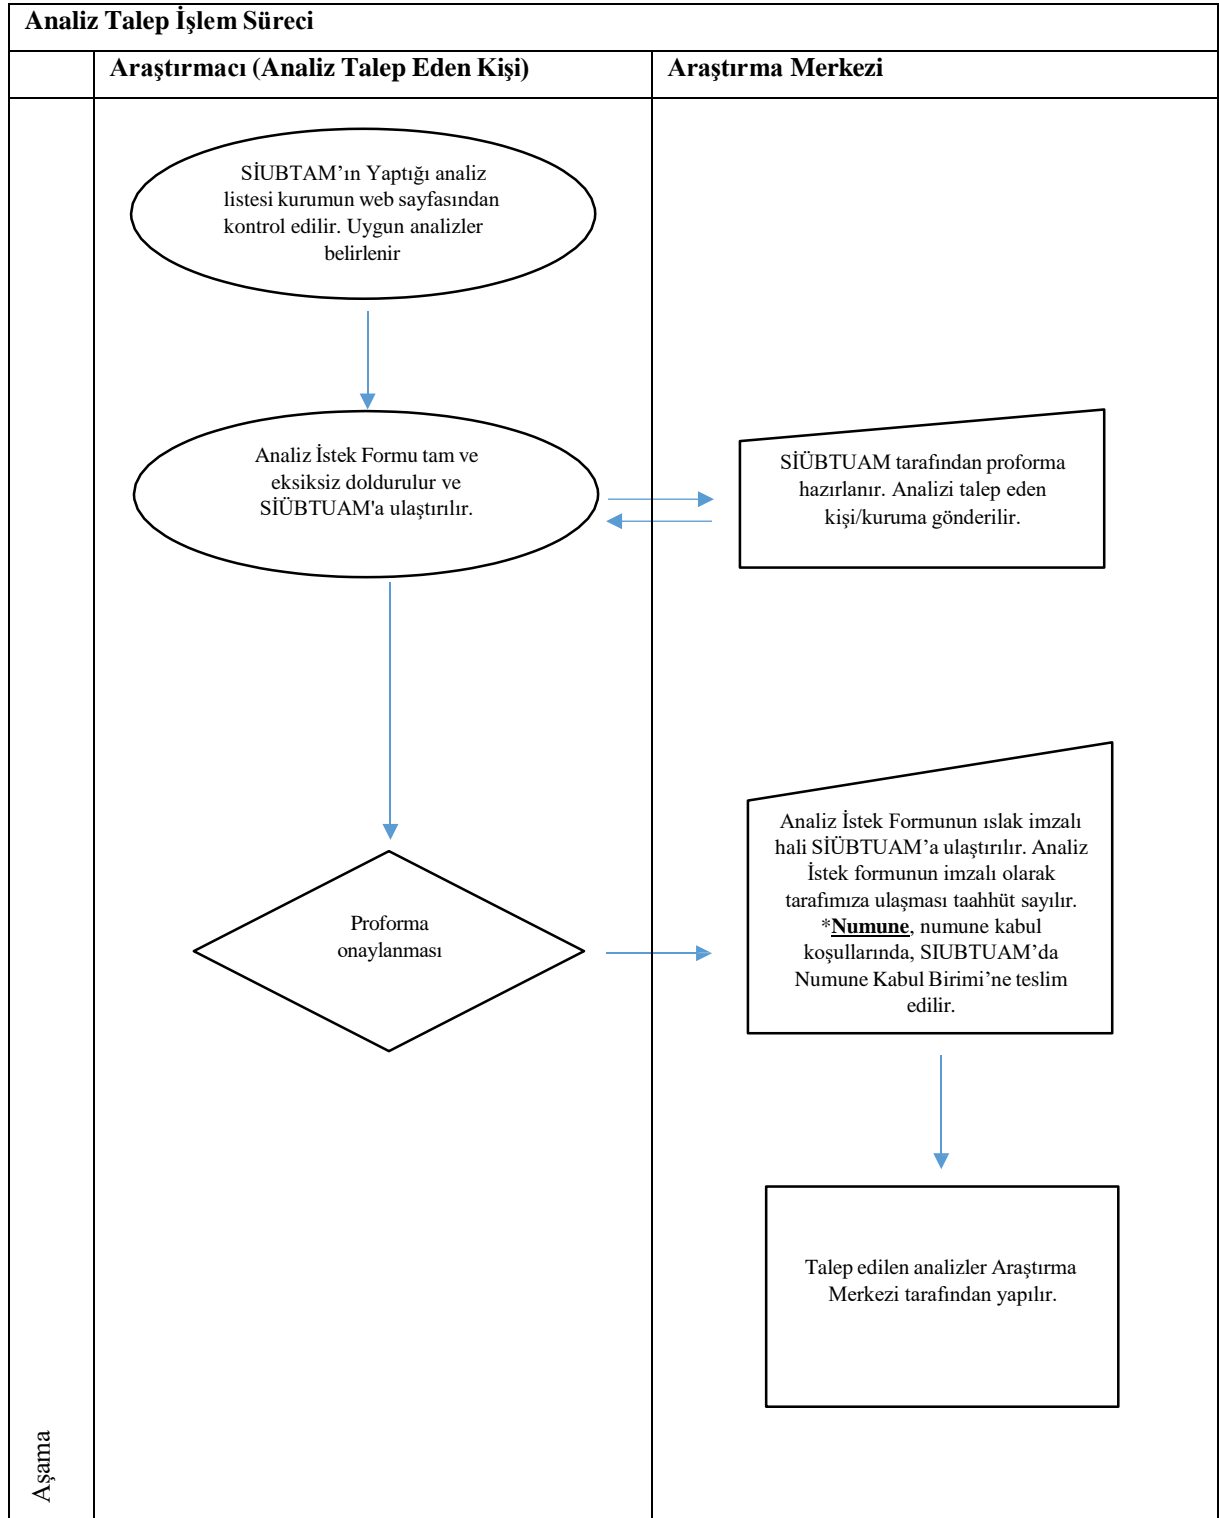 Analiz Talep İşlem Süreci
Araştırmacı (Analiz Talep Eden Kişi)
Araştırma Merkezi
SİUBTAM’ın Yaptığı analiz
listesi kurumun web sayfasından
kontrol edilir. Uygun analizler
belirlenir
Analiz İstek Formu tam ve
eksiksiz doldurulur ve
SİÜBTUAM'a ulaştırılır.
SİÜBTUAM tarafından proforma
hazırlanır. Analizi talep eden
kişi/kuruma gönderilir.
Proforma
onaylanması
Analiz İstek Formunun ıslak imzalı
hali SİÜBTUAM’a ulaştırılır. Analiz
İstek formunun imzalı olarak
tarafımıza ulaşması taahhüt sayılır.
*Numune, numune kabul
koşullarında, SIUBTUAM’da
Numune Kabul Birimi’ne teslim
edilir.
Talep edilen analizler Araştırma
Merkezi tarafından yapılır.
Aşama